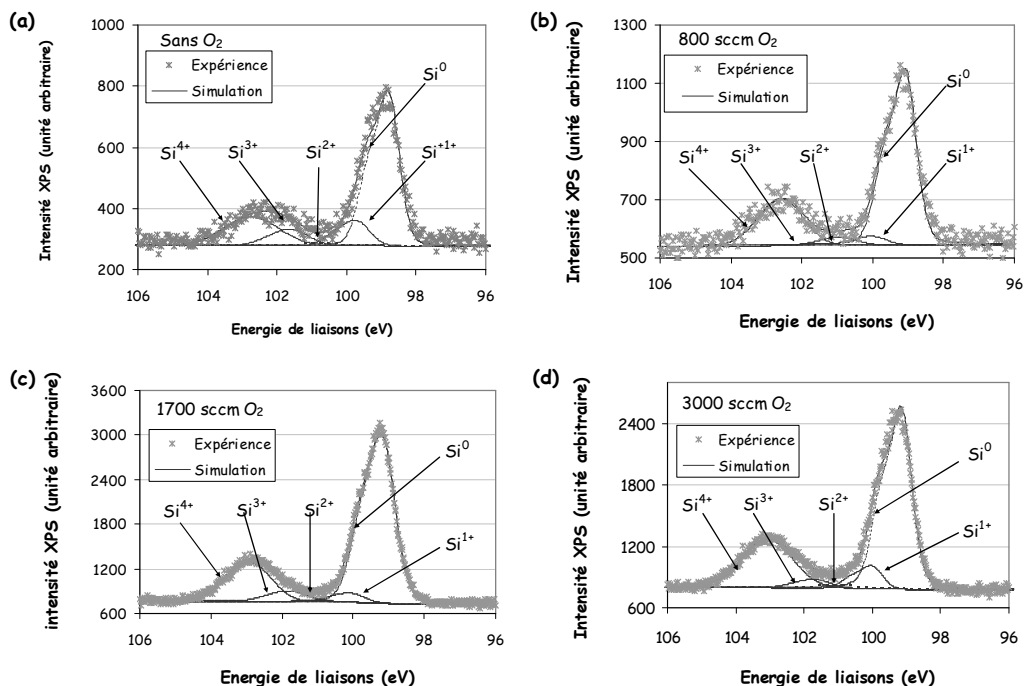 (a)
Sans O2
Expérience
Simulation
Si0
Si4+
Si3+
Si2+
Si+1+
Intensité XPS (unité arbitraire)
1000
800
600
400
200
106
104
102
100
98
96
Energie de liaisons (eV)
(b)
800 sccm O2
Expérience
Simulation
Si0
Si4+
Si3+
Si2+
Si1+
Intensité XPS (unité arbitraire)
1300
1100
900
700
500
106
104
102
100
98
96
Energie de liaisons (eV)
(c)
1700 sccm O2
Expérience
Simulation
Si0
Si4+
Si3+
Si2+
Si1+
intensité XPS (unité arbitraire)
3600
3000
2400
1800
1200
600
106
104
102
100
98
96
Energie de liaisons (eV)
(d)
3000 sccm O2
Expérience
Simulation
Si0
Si4+
Si3+
Si2+
Si1+
Intensité XPS (unité arbitraire)
2400
1800
1200
600
106
104
102
100
98
96
Energie de liaisons (eV)